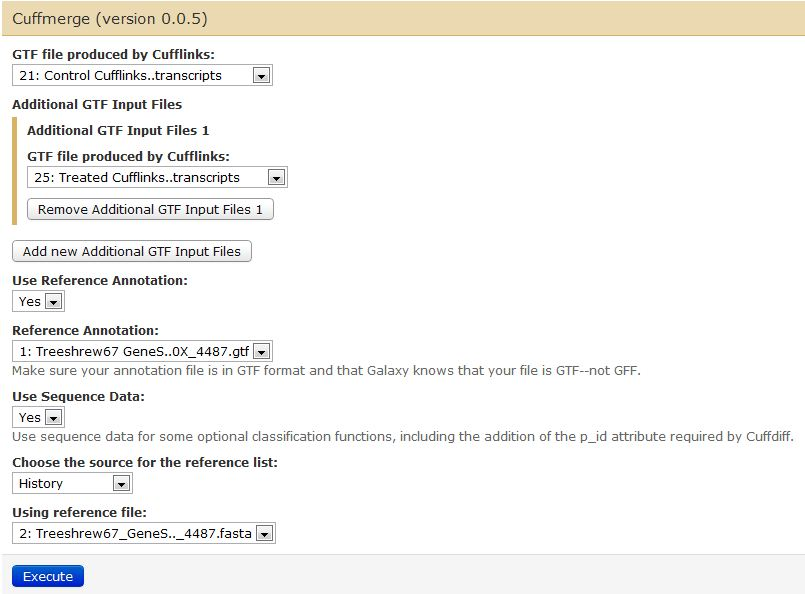 Cuffmerge (version 0.0.5)
GTF file produced by Cufflinks:
21: Control Cufflinks..transcripts
Additional GTF Input Files
Additional GTF Input Files 1
GTF file produced by Cufflinks:
25: Treated Cufflinks..transcripts
Remove Additional GTF Input Files 1
Add new Additional GTF Input Files
Use Reference Annotation:
Yes
Reference Annotation:
1: Treeshrew67 GeneS..0X_4487.gtf
Make sure your annotation file is in GTF format and that Galaxy knows that your file is GTF--not GFF.
Use Sequence Data:
Yes
Use sequence data for some optional classification functions, including the addition of the p_id attribute required by Cuffdiff.
Choose the source for the reference list:
History
Using reference file:
2: Treeshrew67_GeneS.._4487.fasta
Execute